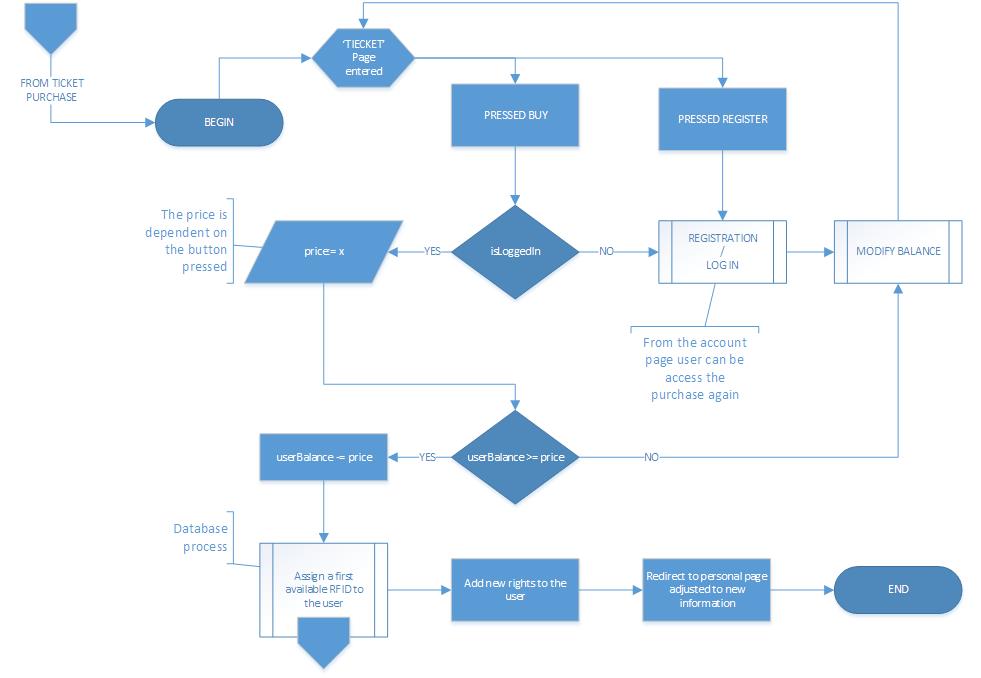 FROM TICKET
PURCHASE
BEGIN
'TIECKET'
Page
entered
PRESSED BUY
PRESSED REGISTER
The price is
dependent on
the button
pressed
price:= x
YES
isLoggedIn
NO
REGISTRATION
/
LOG IN
MODIFY BALANCE
From the account
page user can be
access the
purchase again
userBalance -= price
YES
userBalance >= price
NO
Database
process
Assign a first
available RFID to
the user
Add new rights to the
user
Redirect to personal page
adjusted to new
information
END